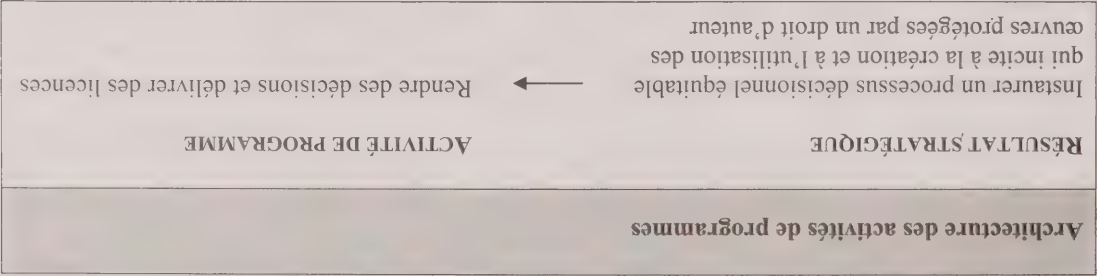 Architecture des activités de programmes
RÉSULTAT STRATÉGIQUE
Instaurer un processus décisionnel équitable
qui incite à la création et à l'utilisation des
œuvres protégées par un droit d'auteur
ACTIVITÉ DE PROGRAMME
Rendre des décisions et délivrer des licences